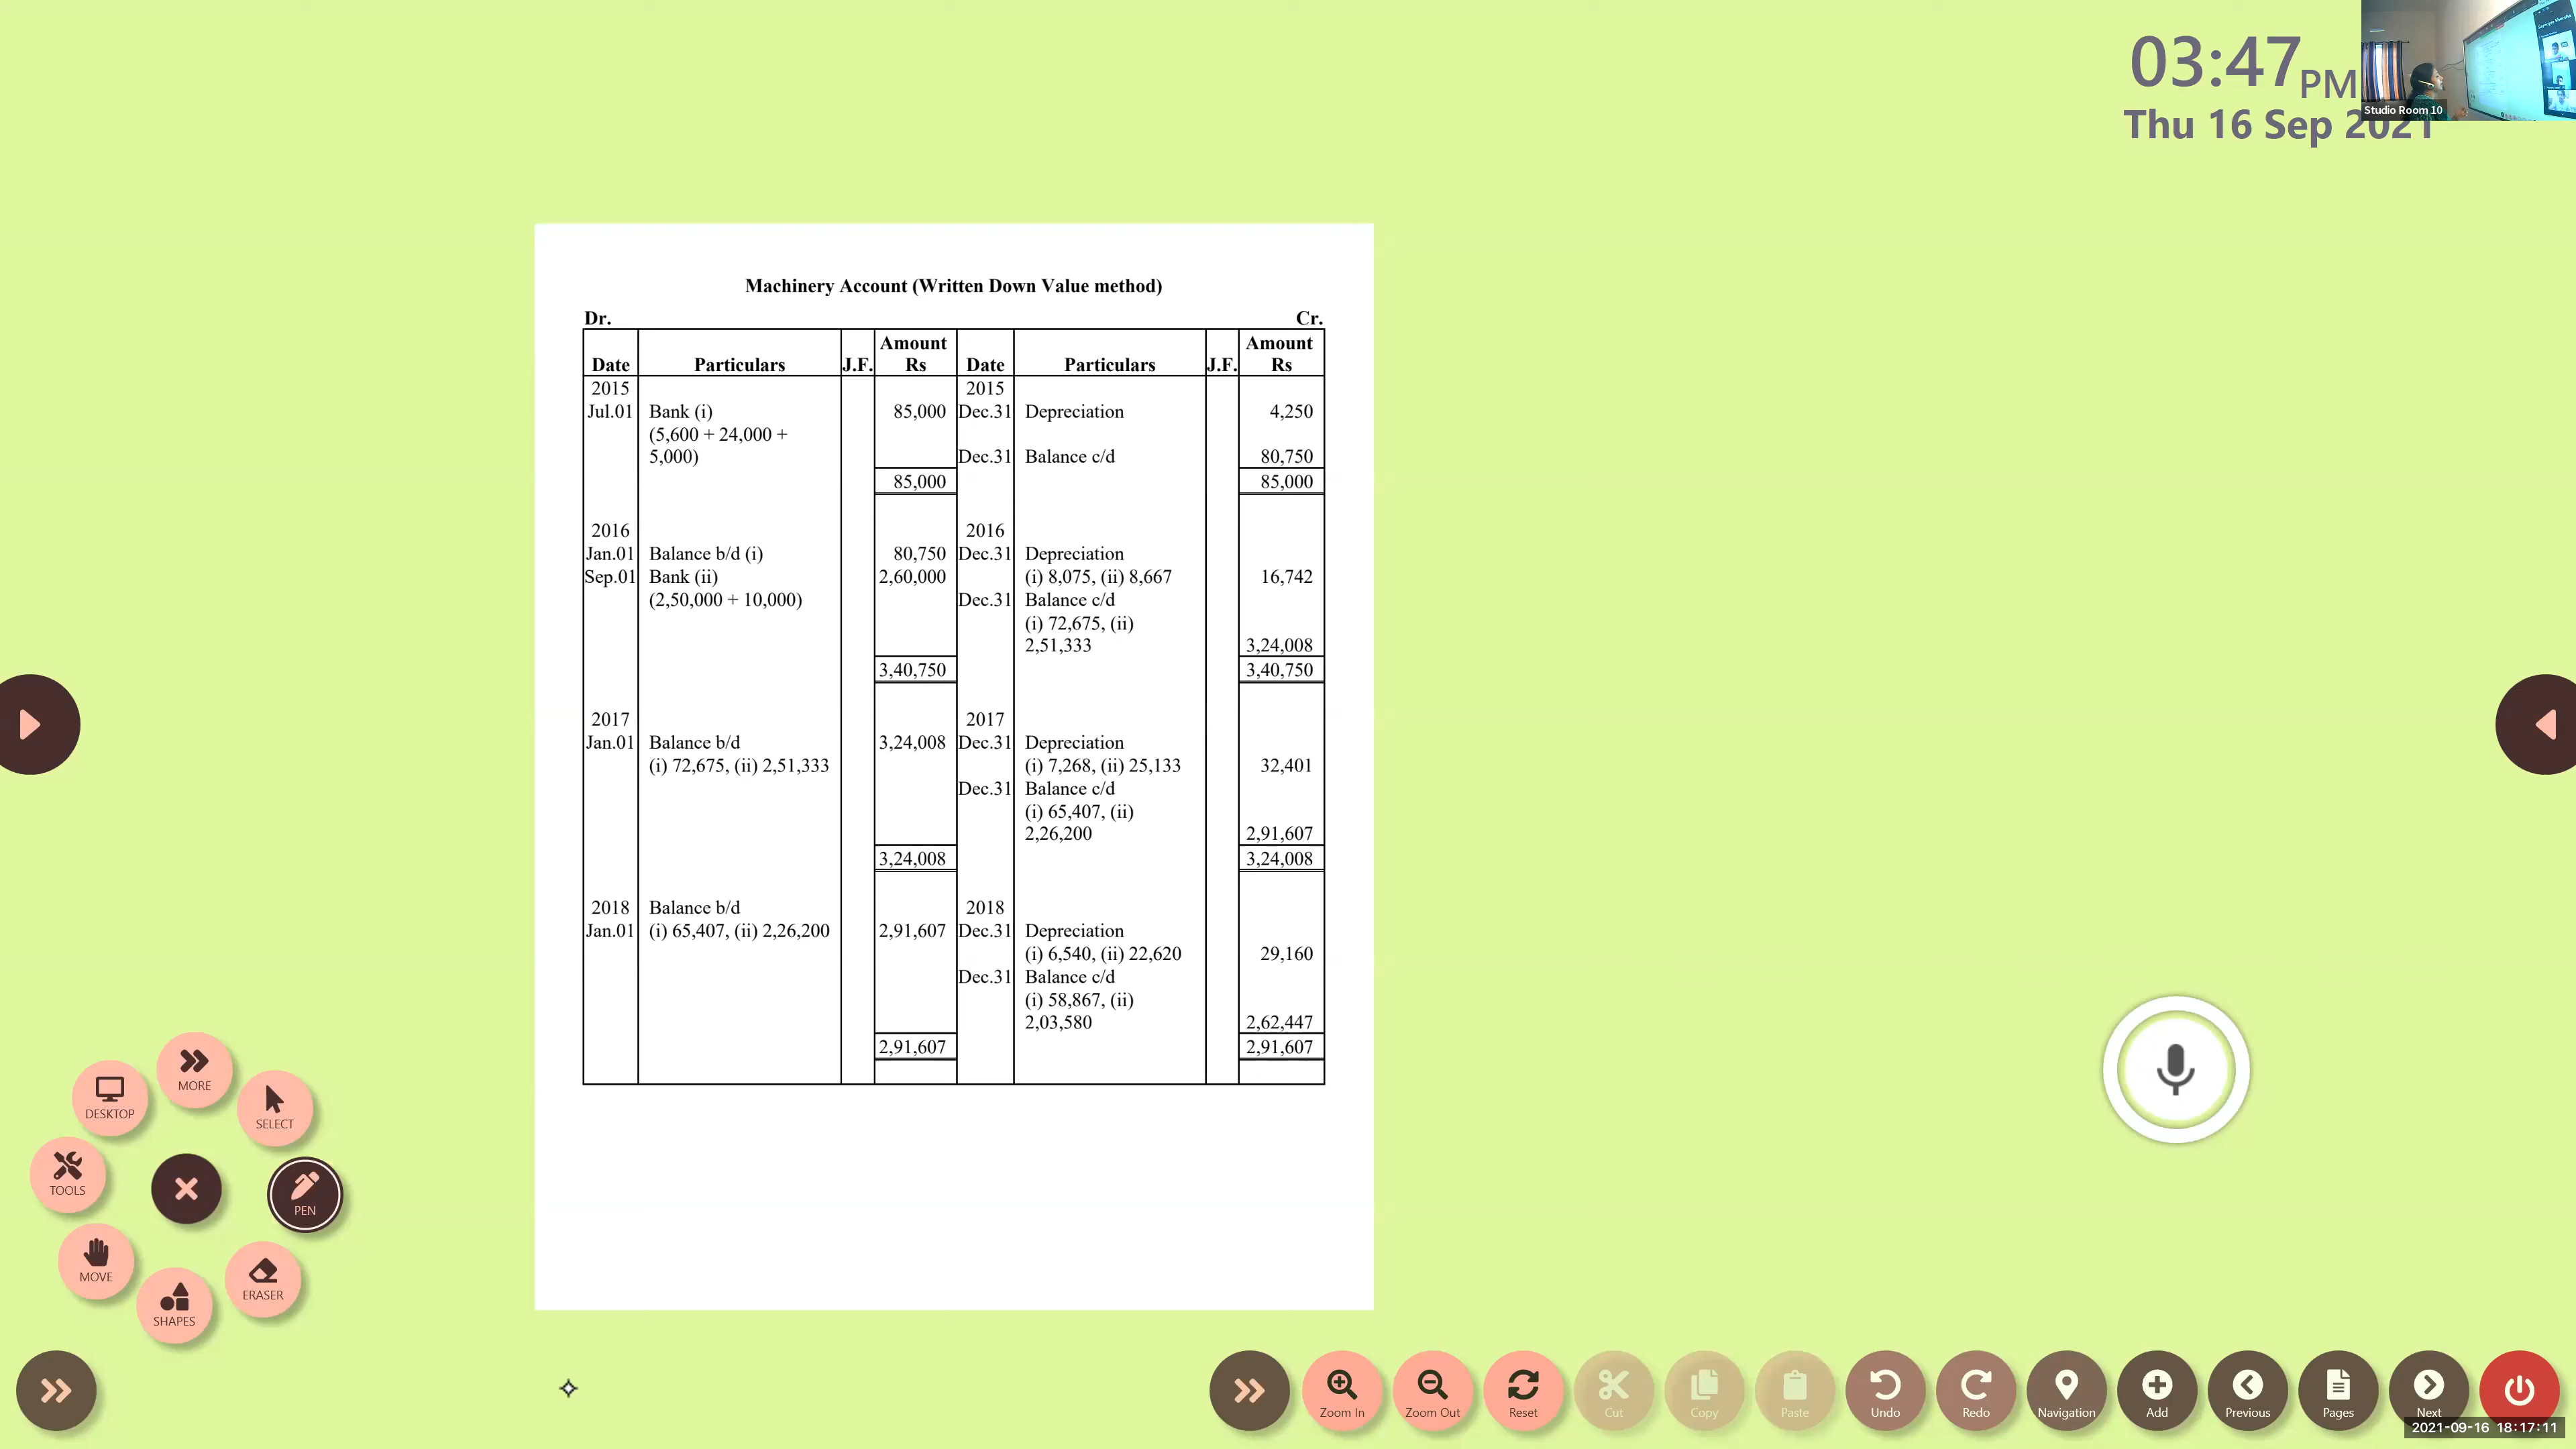 03:47 PM
Thu 16 Sep 2021
Studio Room 10
Machinery Account (Written Down Value method)
Dr. Cr.
Amount Amount
Date Particulars J.F. Rs Date Particulars J.F. Rs
2015 2015
Jul.01 Bank (i) 85,000 Dec.31 Depreciation 4,250
(5,600 + 24,000 +
5,000) Dec.31 Balance c/d 80,750
85,000 85,000
2016 2016
Jan.01 Balance b/d (i) 80,750 Dec.31 Depreciation
Sep.01 Bank (ii) 2,60,000 (i) 8,075, (ii) 8,667 16,742
(2,50,000 + 10,000) Dec.31 Balance c/d
(i) 72,675, (ii)
2,51,333 3,24,008
3,40,750 3,40,750
2017 2017
Jan.01 Balance b/d 3,24,008 Dec.31 Depreciation
(i) 72,675, (ii) 2,51,333 (i) 7,268, (ii) 25,133 32,401
Dec.31 Balance c/d
(i) 65,407, (ii)
2,26,200 2,91,607
3,24,008 3,24,008
2018 Balance b/d 2018
Jan.01 (i) 65,407, (ii) 2,26,200 2,91,607 Dec.31 Depreciation
(i) 6,540, (ii) 22,620 29,160
Dec.31 Balance c/d
(i) 58,867, (ii)
2,03,580 2,62,447
2,91,607 2,91,607
MORE
DESKTOP
SELECT
TOOLS
PEN
MOVE
ERASER
SHAPES
Zoom In Zoom Out Reset Cut Copy Paste Undo Redo Navigation Add Previous Pages Next
2021-09-16 18:17:11